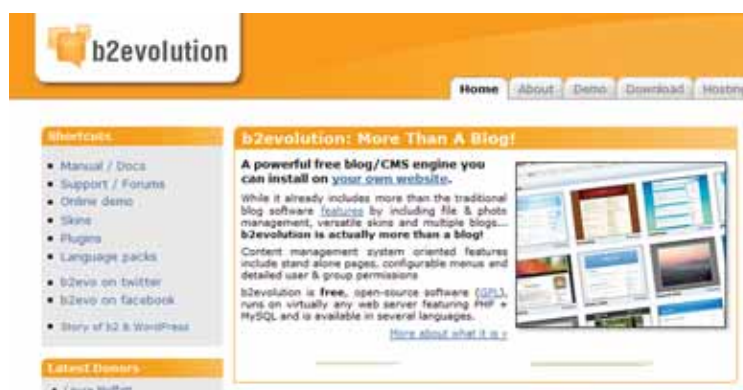 b2evolution
Home About Demo Download Hosting
Shortcuts
Manual / Docs
Support / Forums
Online demo
Skins
Plugins
Language packs
b2evo on twitter
b2evo on facebook
Story of b2 & WordPress
Latest Donors
b2evolution: More Than A Blog!
A powerful free blog/CMS engine you
can install on your own website.
While it already includes more than the traditional
blog software features by including file & photo
management, versatile skins and multiple blogs...
b2evolution is actually more than a blog!
Content management system oriented features
include stand alone pages, configurable menus and
detailed user & group permissions
b2evolution is free, open-source software (GPL),
runs on virtually any web server featuring PHP +
MySQL and is available in several languages.
More about what it is »